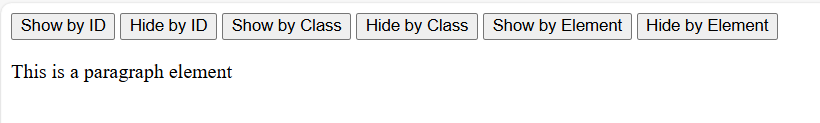 Show by ID Hide by ID Show by Class Hide by Class Show by Element Hide by Element
This is a paragraph element